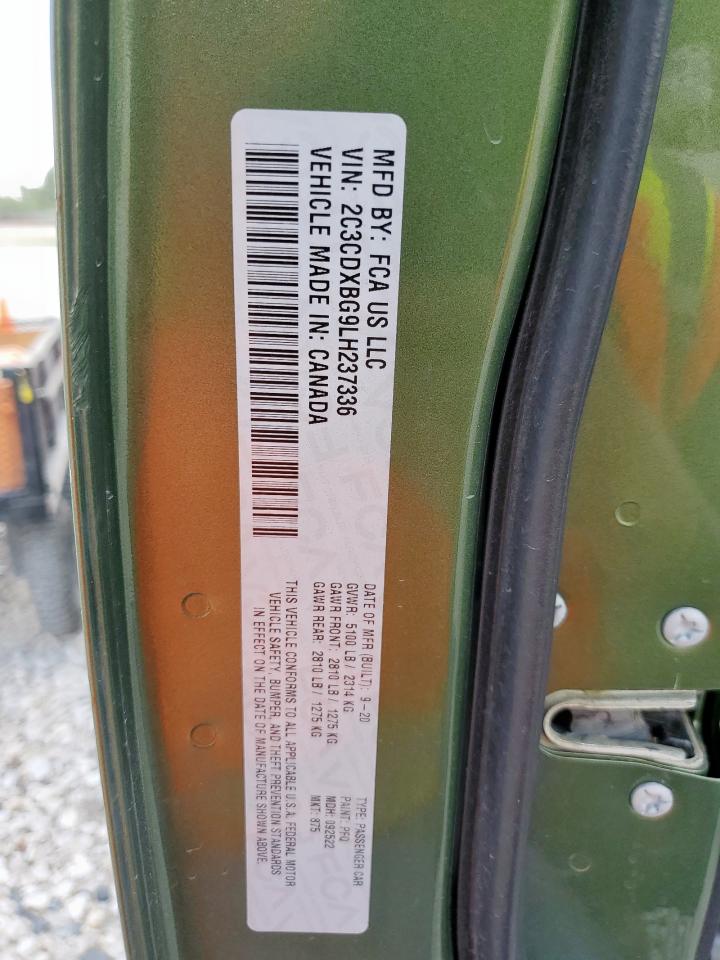 MFD BY: FCA US LLC
VIN: 2C3CDXBG9LH237336
VEHICLE MADE IN: CANADA
DATE OF MFR (BUILT): 9-20
GVWR: 5100 LB / 2314 KG
GAWR FRONT: 2810 LB / 1275 KG
GAWR REAR: 2810 LB / 1275 KG
TYPE: PASSENGER CAR
PAINT: PFQ
MDH: 092522
MKT: 875
THIS VEHICLE CONFORMS TO ALL APPLICABLE U.S.A. FEDERAL MOTOR
VEHICLE SAFETY, BUMPER, AND THEFT PREVENTION STANDARDS
IN EFFECT ON THE DATE OF MANUFACTURE SHOWN ABOVE.